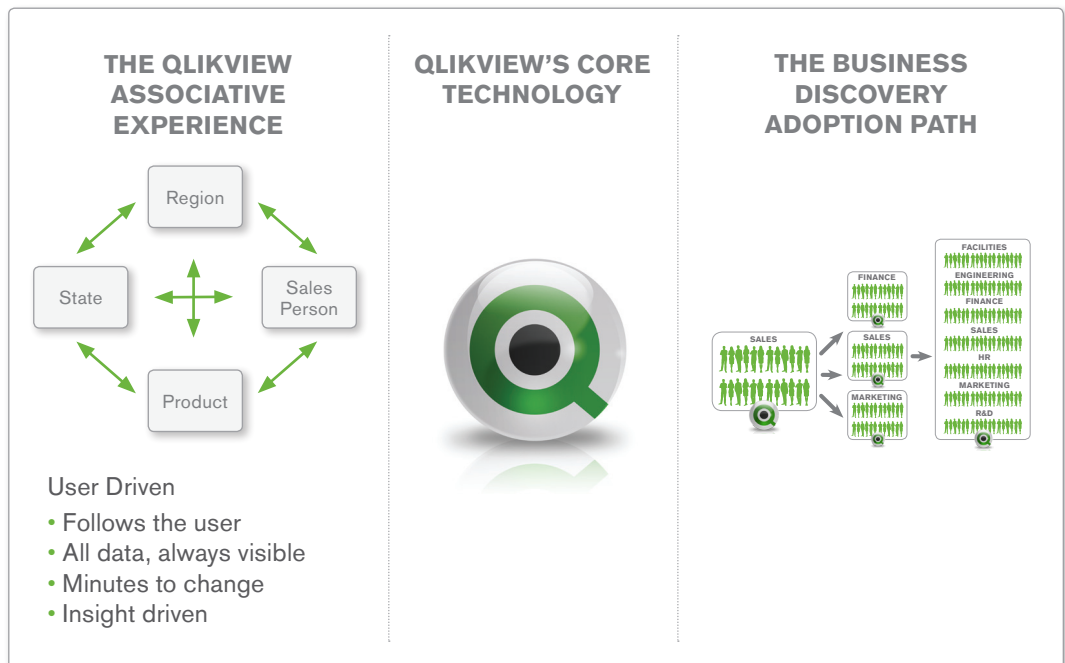 THE QLIKVIEW
ASSOCIATIVE
EXPERIENCE
Region
State
Sales
Person
Product
User Driven
• Follows the user
• All data, always visible
• Minutes to change
• Insight driven
QLIKVIEW'S CORE
TECHNOLOGY
THE BUSINESS
DISCOVERY
ADOPTION PATH
SALES
FINANCE
SALES
MARKETING
FACILITIES
ENGINEERING
FINANCE
SALES
HR
MARKETING
R&D